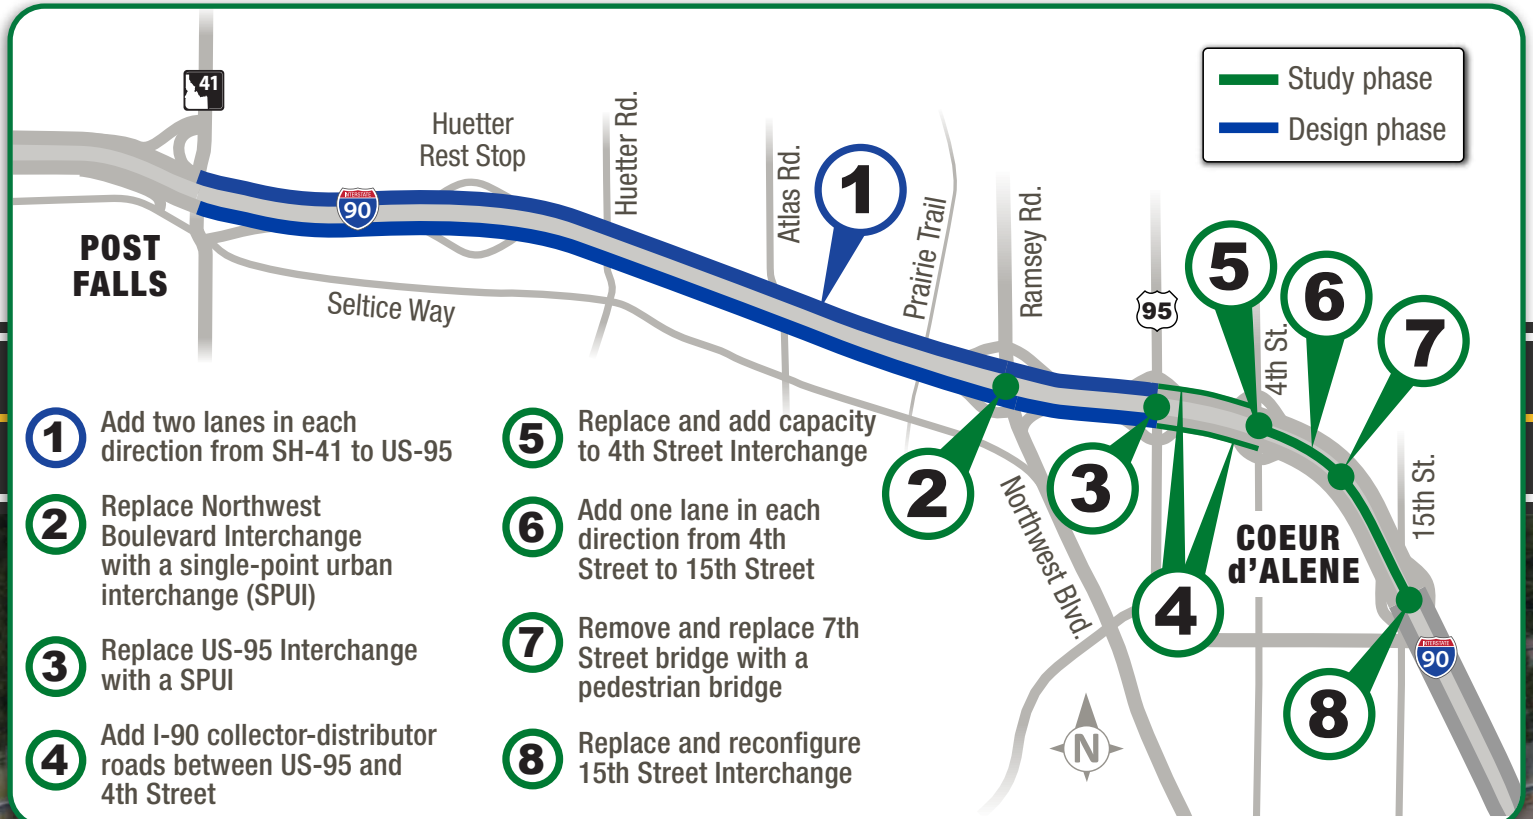 41
Huetter
Rest Stop
Huetter Rd.
Atlas Rd.
1
Prairie Trail
Ramsey Rd.
Study phase
Design phase
INTERSTATE
90
POST
FALLS
Seltice Way
95
5
6
7
4th St.
15th St.
2
3
4
8
Northwest Blvd.
COEUR
d'ALENE
INTERSTATE
90
N
1 Add two lanes in each
direction from SH-41 to US-95
2 Replace Northwest
Boulevard Interchange
with a single-point urban
interchange (SPUI)
3 Replace US-95 Interchange
with a SPUI
4 Add I-90 collector-distributor
roads between US-95 and
4th Street
5 Replace and add capacity
to 4th Street Interchange
6 Add one lane in each
direction from 4th
Street to 15th Street
7 Remove and replace 7th
Street bridge with a
pedestrian bridge
8 Replace and reconfigure
15th Street Interchange